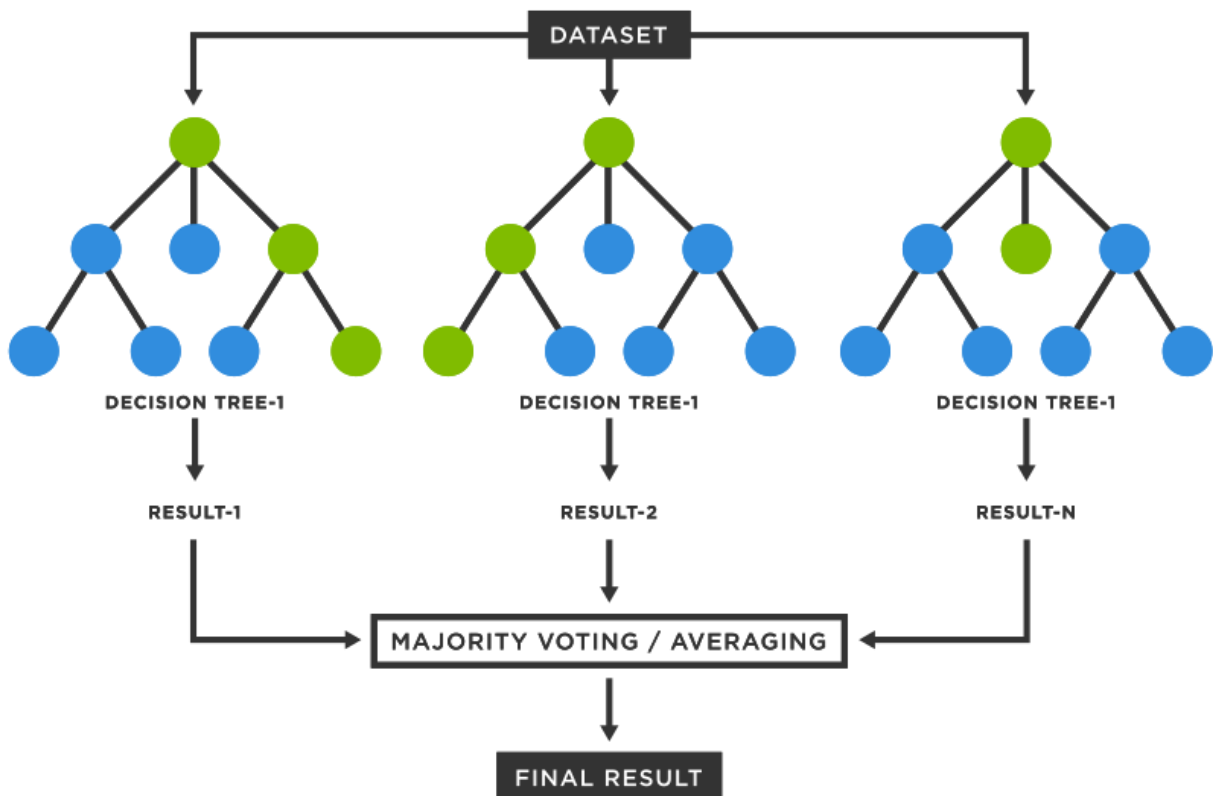 DATASET
DECISION TREE-1
DECISION TREE-1
DECISION TREE-1
RESULT-1
RESULT-2
RESULT-N
MAJORITY VOTING / AVERAGING
FINAL RESULT